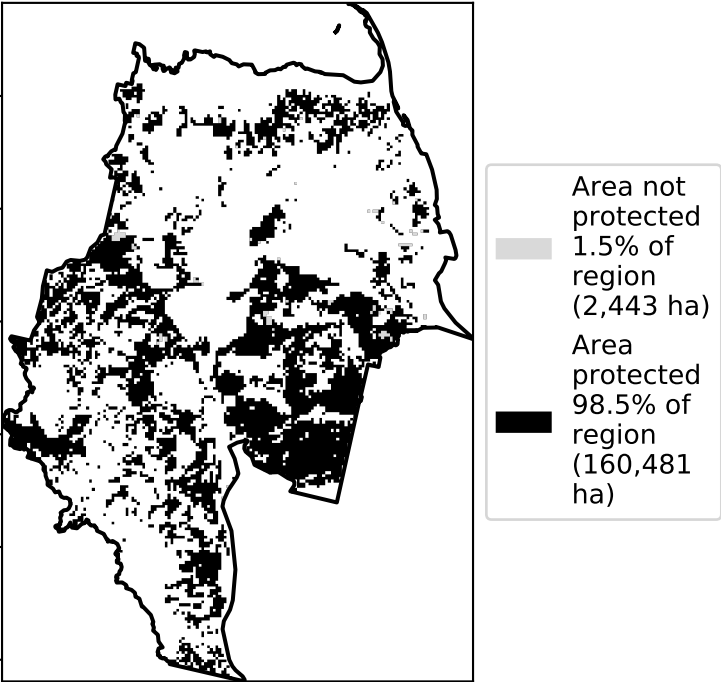 Area not
protected
1.5% of
region
(2,443 ha)
Area
protected
98.5% of
region
(160,481
ha)